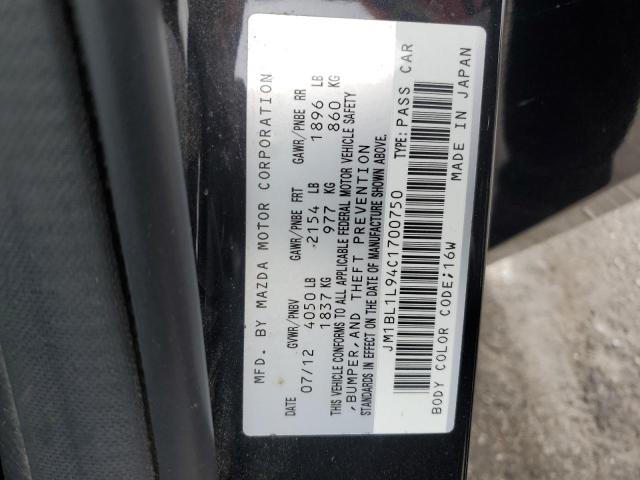 MFD. BY MAZDA MOTOR CORPORATION
DATE GVWR/PNBV GAWR/PNBE FRT GAWR/PNBE RR
07/12 4050LB 2154 LB 1896 LB
1837 KG 977 KG 860 KG
THIS VEHICLE CONFORMS TO ALL APPLICABLE FEDERAL MOTOR VEHICLE SAFETY
,BUMPER, AND THEFT PREVENTION
STANDARDS IN EFFECT ON THE DATE OF MANUFACTURE SHOWN ABOVE.
JM1BL1L94C1700750 TYPE: PASS CAR
BODY COLOR CODE:16W MADE IN JAPAN